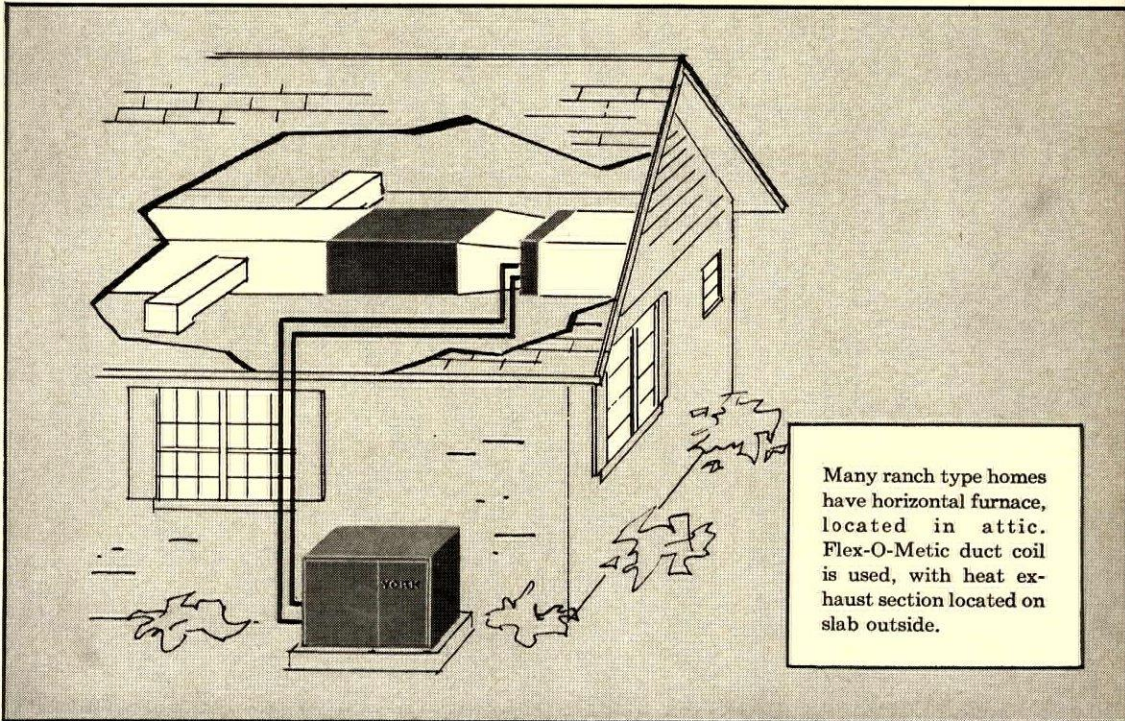 YORK
Many ranch type homes
have horizontal furnace,
located in attic.
Flex-O-Metic duct coil
is used, with heat ex-
haust section located on
slab outside.